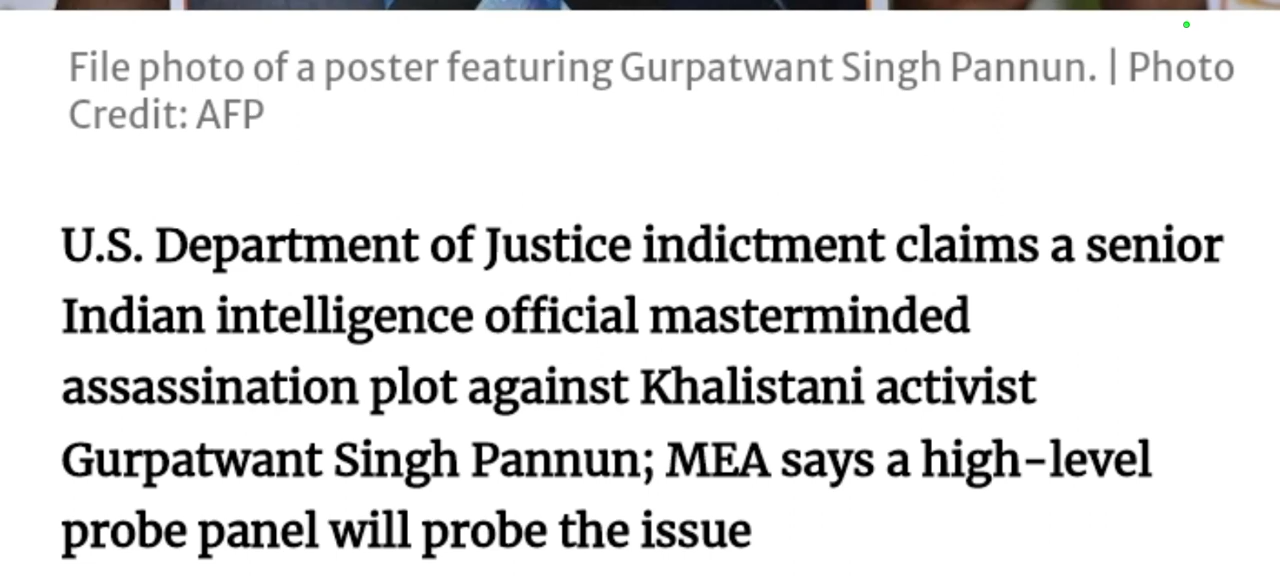 File photo of a poster featuring Gurpatwant Singh Pannun. | Photo
Credit: AFP
U.S. Department of Justice indictment claims a senior
Indian intelligence official masterminded
assassination plot against Khalistani activist
Gurpatwant Singh Pannun; MEA says a high-level
probe panel will probe the issue